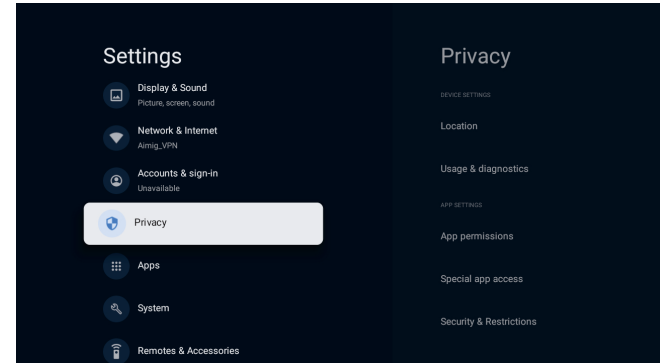 Settings
Display & Sound
Picture, screen, sound
Network & Internet
Aimig_VPN
Accounts & sign-in
Unavailable
Privacy
Apps
System
Remotes & Accessories
Privacy
DEVICE SETTINGS
Location
Usage & diagnostics
APP SETTINGS
App permissions
Special app access
Security & Restrictions